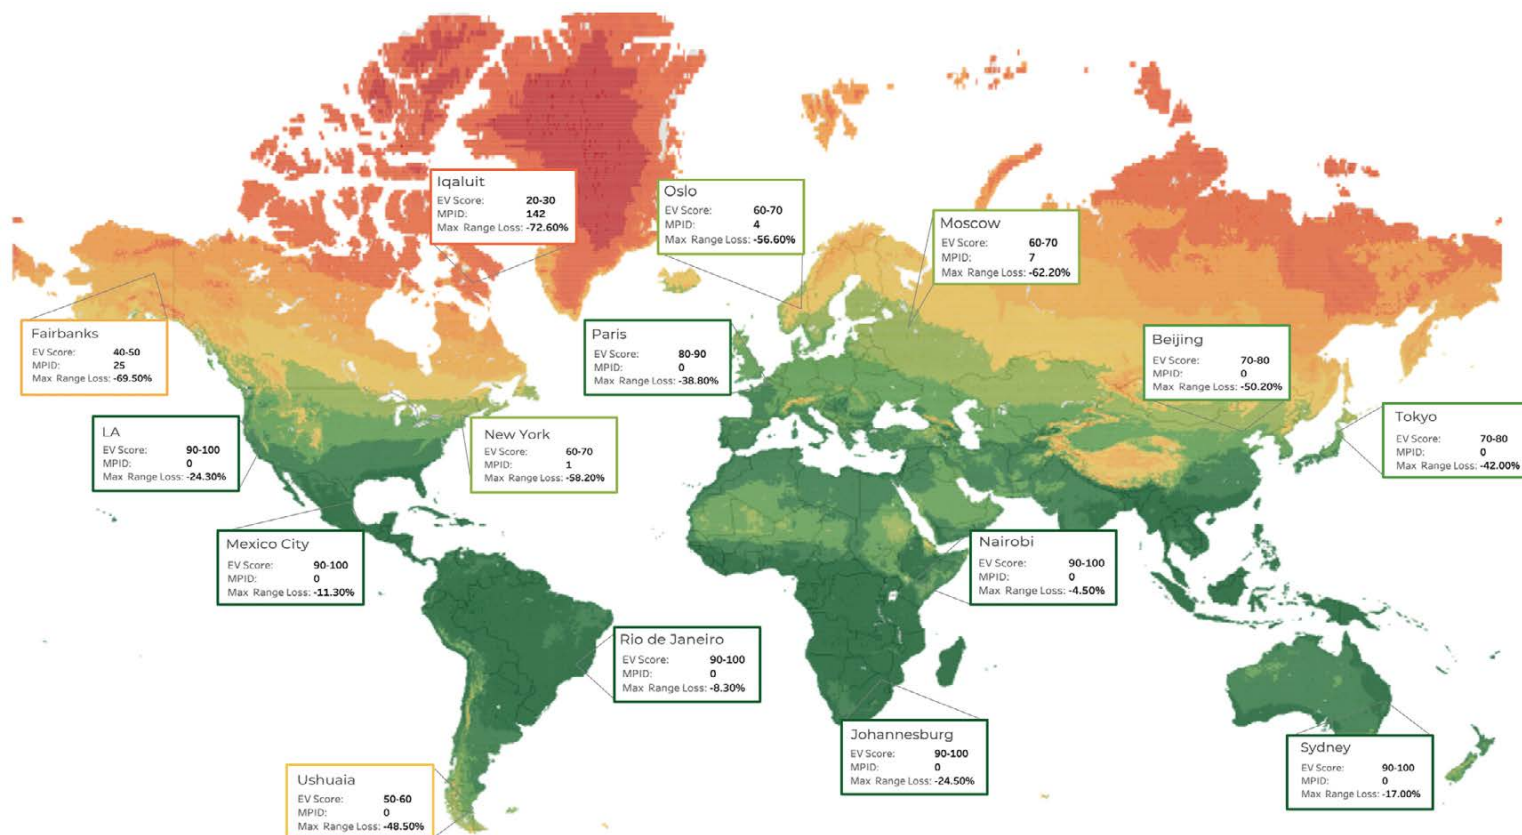 Iqaluit
EV Score: 20-30
MPID: 142
Max Range Loss: -72.60%
Oslo
EV Score: 60-70
MPID: 4
Max Range Loss: -56.60%
Moscow
EV Score: 60-70
MPID: 7
Max Range Loss: -62.20%
Fairbanks
EV Score: 40-50
MPID: 25
Max Range Loss: -69.50%
Paris
EV Score: 80-90
MPID: 0
Max Range Loss: -38.80%
Beijing
EV Score: 70-80
MPID: 0
Max Range Loss: -50.20%
LA
EV Score: 90-100
MPID: 0
Max Range Loss: -24.30%
New York
EV Score: 60-70
MPID: 1
Max Range Loss: -58.20%
Tokyo
EV Score: 70-80
MPID: 0
Max Range Loss: -42.00%
Mexico City
EV Score: 90-100
MPID: 0
Max Range Loss: -11.30%
Nairobi
EV Score: 90-100
MPID: 0
Max Range Loss: -4.50%
Rio de Janeiro
EV Score: 90-100
MPID: 0
Max Range Loss: -8.30%
Johannesburg
EV Score: 90-100
MPID: 0
Max Range Loss: -24.50%
Sydney
EV Score: 90-100
MPID: 0
Max Range Loss: -17.00%
Ushuaia
EV Score: 50-60
MPID: 0
Max Range Loss: -48.50%